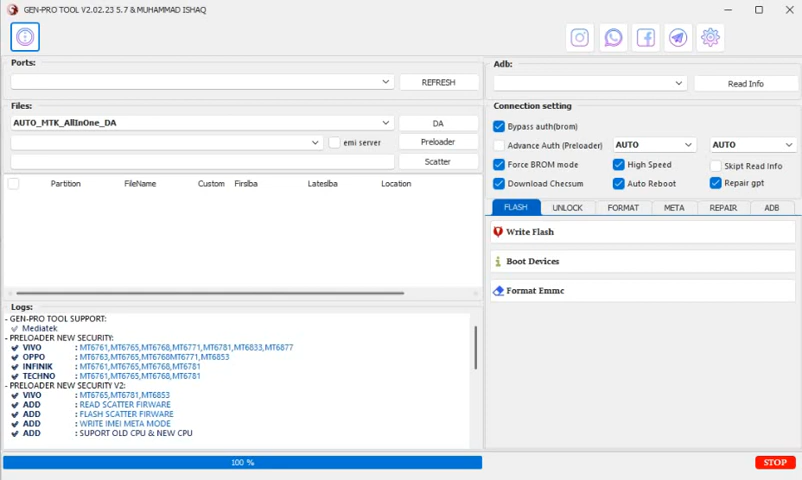 GEN-PRO TOOL V2.02.23 5.7 & MUHAMMAD ISHAQ
Ports:
REFRESH
Files:
AUTO_MTK_AllInOne_DA
DA
emi server
Preloader
Scatter
Partition FileName Custom Firslba Lateslba Location
Logs:
- GEN-PRO TOOL SUPPORT:
Mediatek
- PRELOADER NEW SECURITY:
VIVO : MT6761,MT6765,MT6768,MT6771,MT6781,MT6833,MT6877
OPPO : MT6763,MT6765,MT6768MT6771,MT6853
INFINIK : MT6761,MT6765,MT6768,MT6781
TECHNO : MT6761,MT6765,MT6768,MT6781
- PRELOADER NEW SECURITY V2:
VIVO : MT6765,MT6781,MT6853
ADD : READ SCATTER FIRWARE
ADD : FLASH SCATTER FIRWARE
ADD : WRITE IMEI META MODE
ADD : SUPORT OLD CPU & NEW CPU
100 %
Adb:
Read Info
Connection setting
Bypass auth(brom)
Advance Auth (Preloader) AUTO AUTO
Force BROM mode High Speed Skipt Read Info
Download Checsum Auto Reboot Repair gpt
FLASH UNLOCK FORMAT META REPAIR ADB
Write Flash
Boot Devices
Format Emmc
STOP